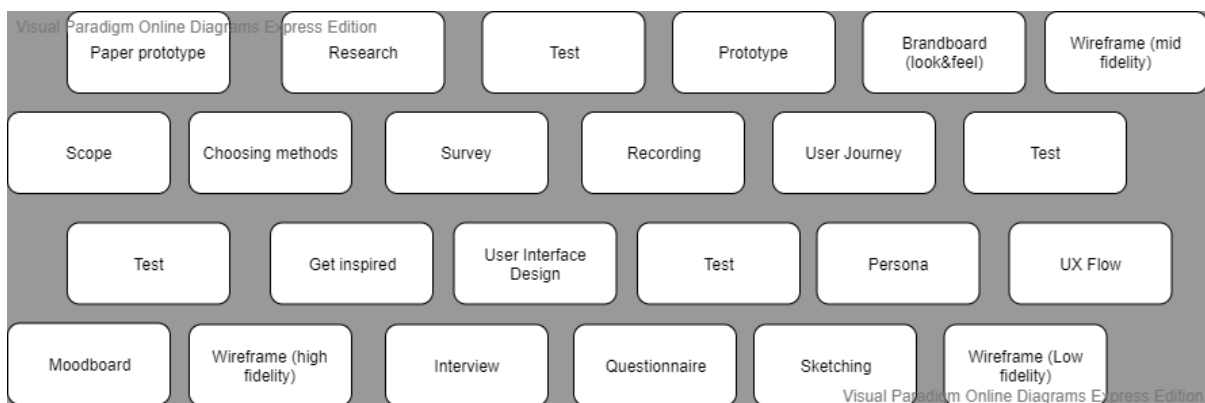 Visual Paradigm Online Diagrams Express Edition
Paper prototype
Research
Test
Prototype
Brandboard
(look&feel)
Wireframe (mid
fidelity)
Scope
Choosing methods
Survey
Recording
User Journey
Test
Test
Get inspired
User Interface
Design
Test
Persona
UX Flow
Moodboard
Wireframe (high
fidelity)
Interview
Questionnaire
Sketching
Wireframe (Low
fidelity)
Visual Paradigm Online Diagrams Express Edition